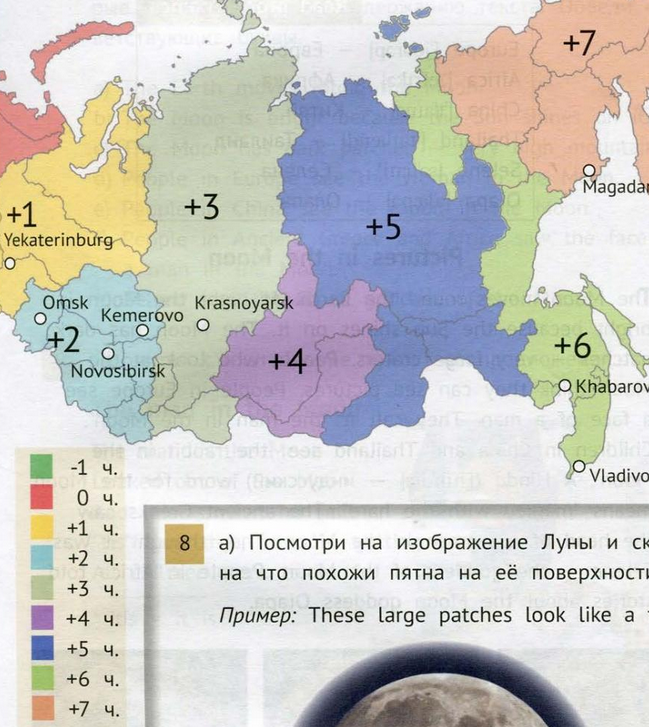 +7
Magadan
+3
+1
+5
Yekaterinburg
Omsk
Kemerovo
Krasnoyarsk
+2
+6
Novosibirsk
+4
Khabarov
Vladivo
-1 ч.
0 ч.
+1 ч.
+2 ч.
+3 ч.
+4 ч.
+5 ч.
+6 ч.
+7 ч.
8 а) Посмотри на изображение Луны и ск
на что похожи пятна на её поверхности
Пример: These large patches look like a